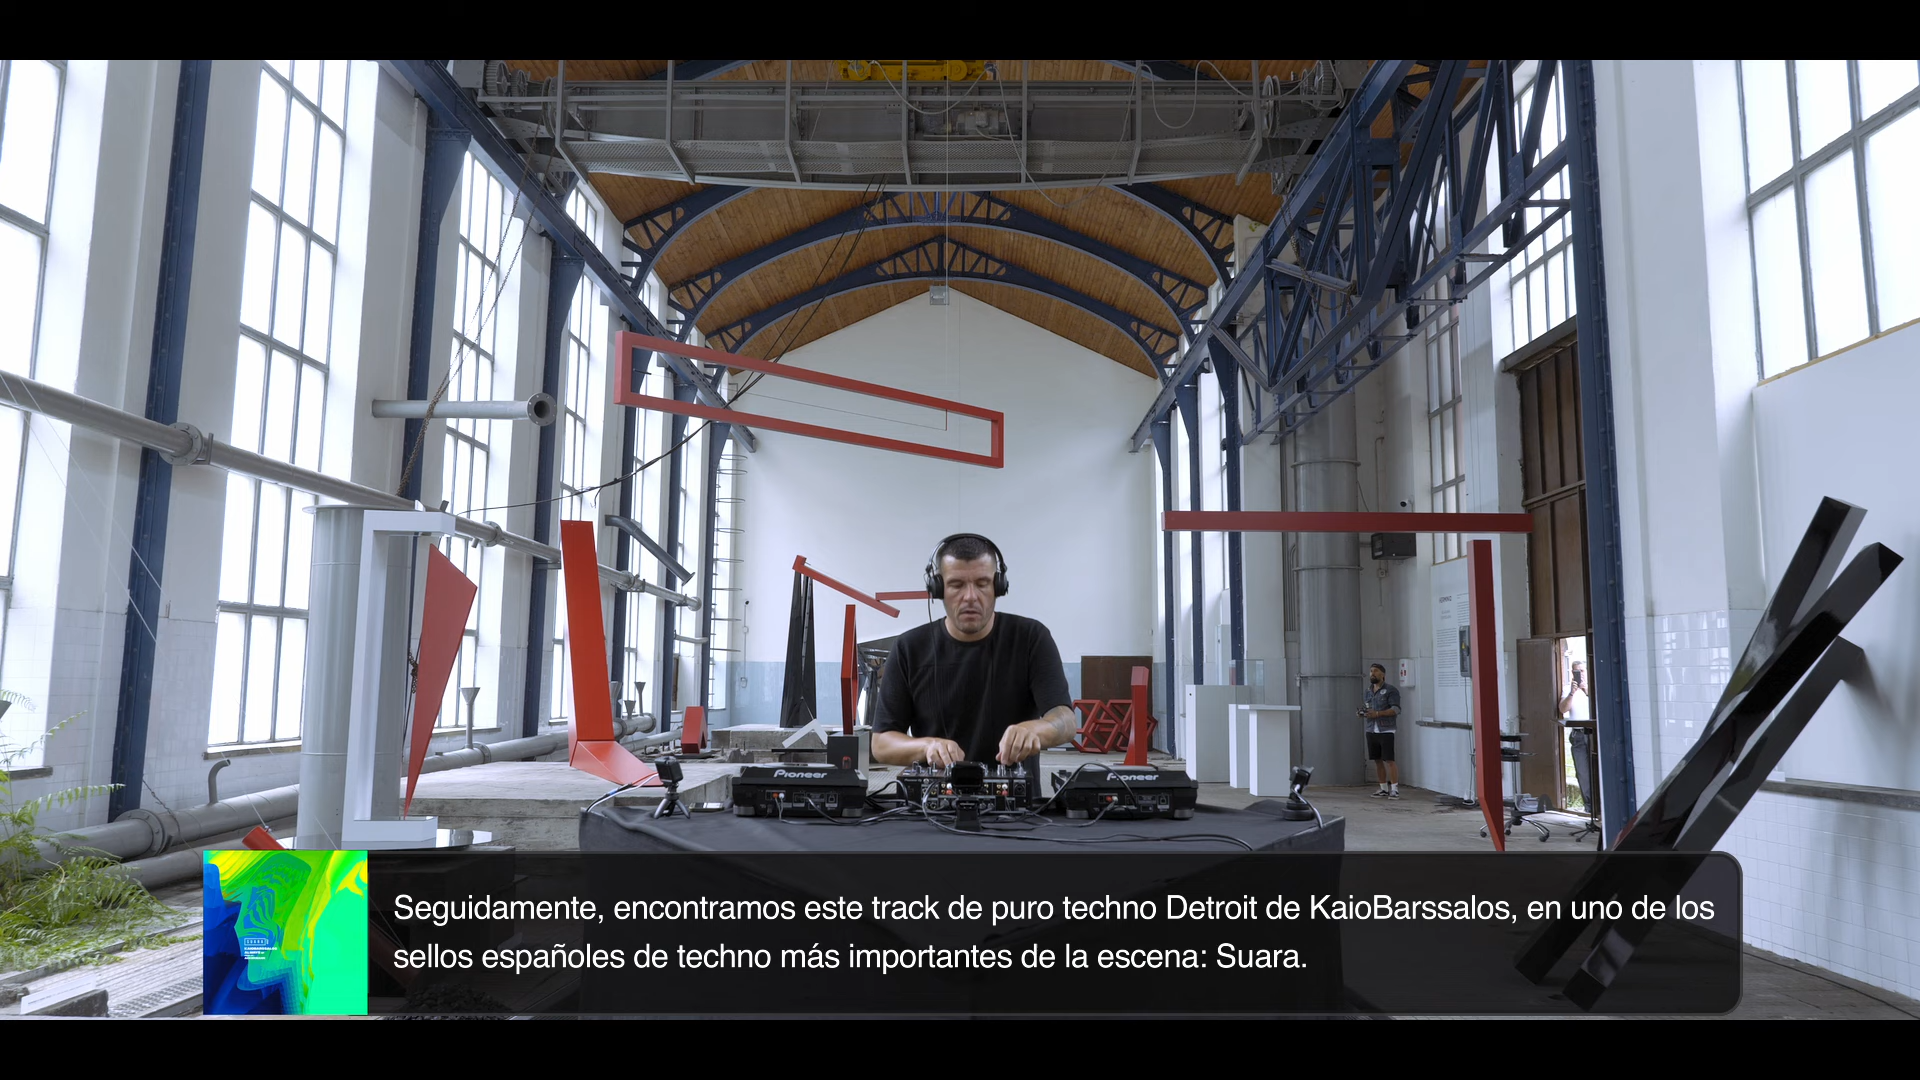 Pioneer
Pioneer
Seguidamente, encontramos este track de puro techno Detroit de KaioBarssalos, en uno de los
sellos españoles de techno más importantes de la escena: Suara.